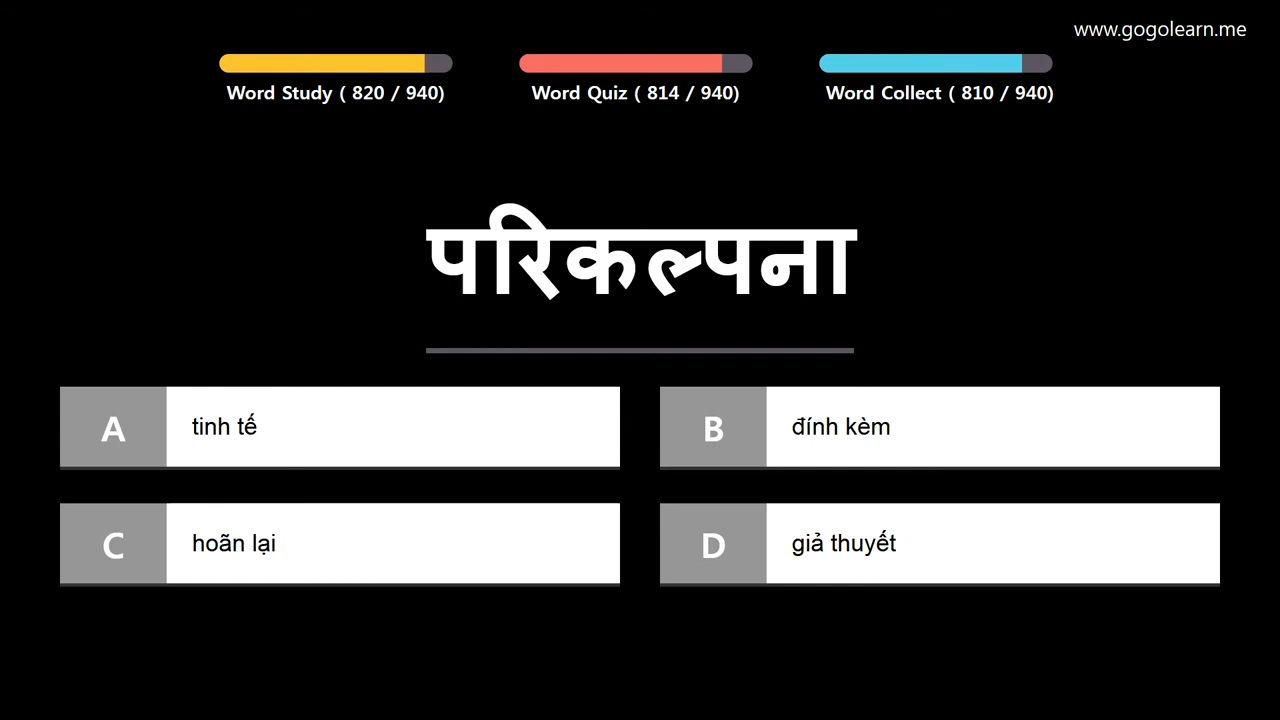 www.gogolearn.me
Word Study ( 820 / 940)
Word Quiz ( 814 / 940)
Word Collect ( 810 / 940)
परिकल्पना
A tinh tế
B đính kèm
C hoãn lại
D giả thuyết